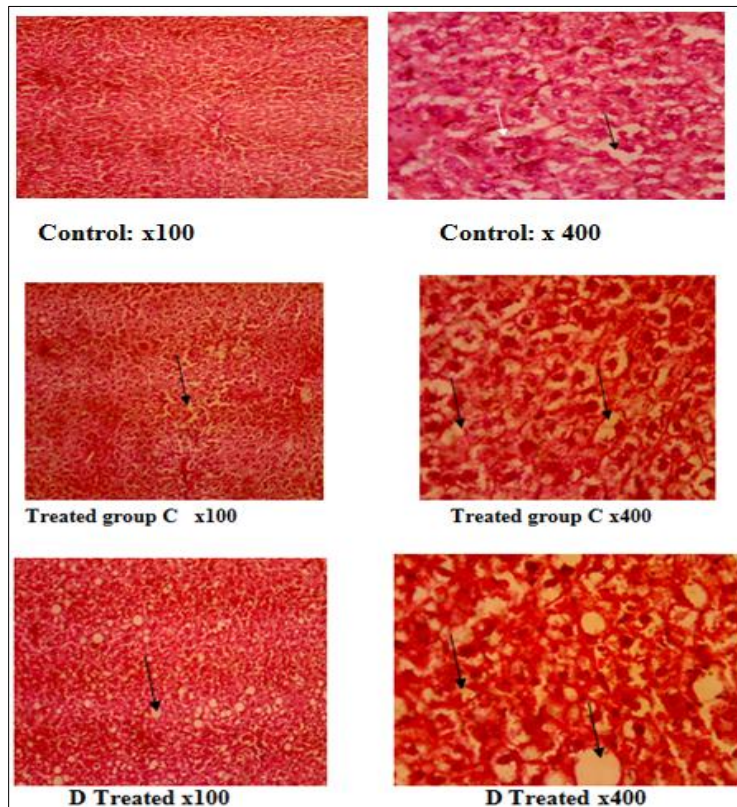 Control: x100
Control: x 400
Treated group C x100
Treated group C x400
D Treated x100
D Treated x400